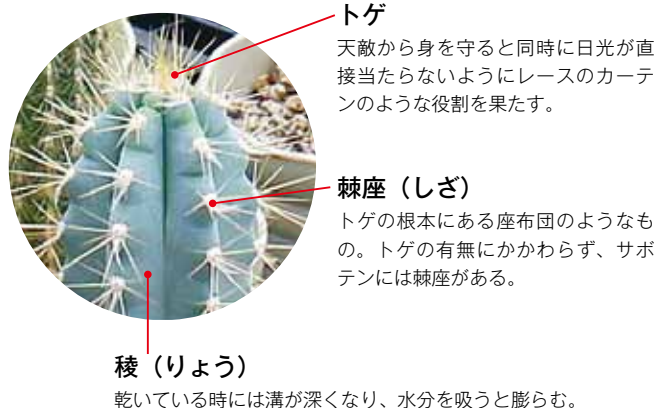 トゲ
天敵から身を守ると同時に日光が直
接当たらないようにレースのカーテ
ンのような役割を果たす。
棘座（しざ）
トゲの根本にある座布団のようなも
の。トゲの有無にかかわらず、サボ
テンには棘座がある。
稜（りょう）
乾いている時には溝が深くなり、水分を吸うと膨らむ。